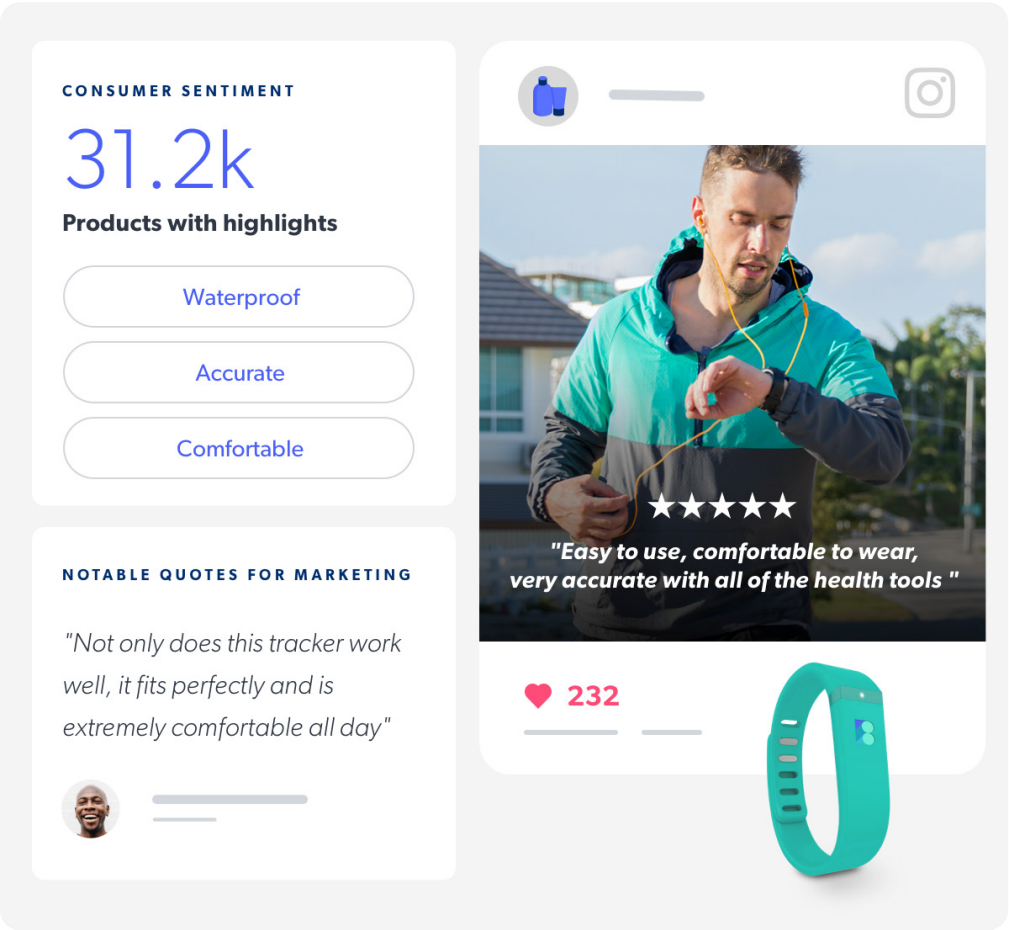 CONSUMER SENTIMENT
31.2k
Products with highlights
Waterproof
Accurate
Comfortable
NOTABLE QUOTES FOR MARKETING
"Not only does this tracker work
well, it fits perfectly and is
extremely comfortable all day"
★★★★★
"Easy to use, comfortable to wear,
very accurate with all of the health tools "
232